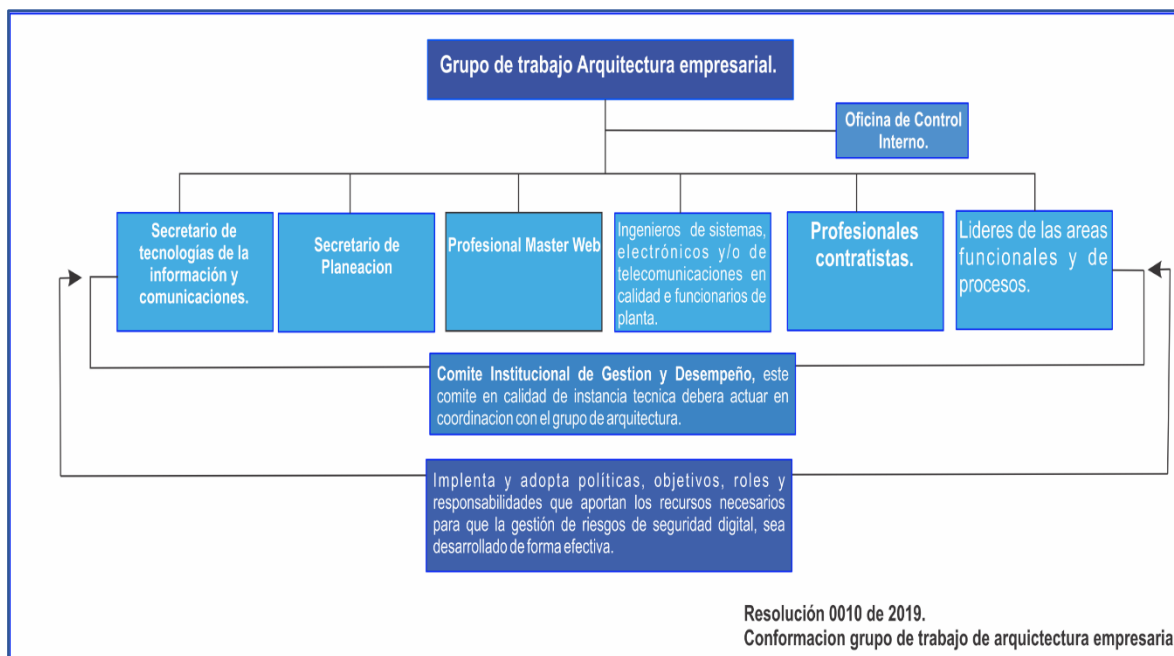 Grupo de trabajo Arquitectura empresarial.
Oficina de Control
Interno.
Secretario de
tecnologías de la
información y
comunicaciones.
Secretario de
Planeacion
Profesional Master Web
Ingenieros de sistemas,
electrónicos y/o de
telecomunicaciones en
calidad e funcionarios de
planta.
Profesionales
contratistas.
Lideres de las areas
funcionales y de
procesos.
Comite Institucional de Gestion y Desempeño, este
comite en calidad de instancia tecnica debera actuar en
coordinacion con el grupo de arquitectura.
Implenta y adopta políticas, objetivos, roles y
responsabilidades que aportan los recursos necesarios
para que la gestión de riesgos de seguridad digital, sea
desarrollado de forma efectiva.
Resolución 0010 de 2019.
Conformacion grupo de trabajo de arquictectura empresaria